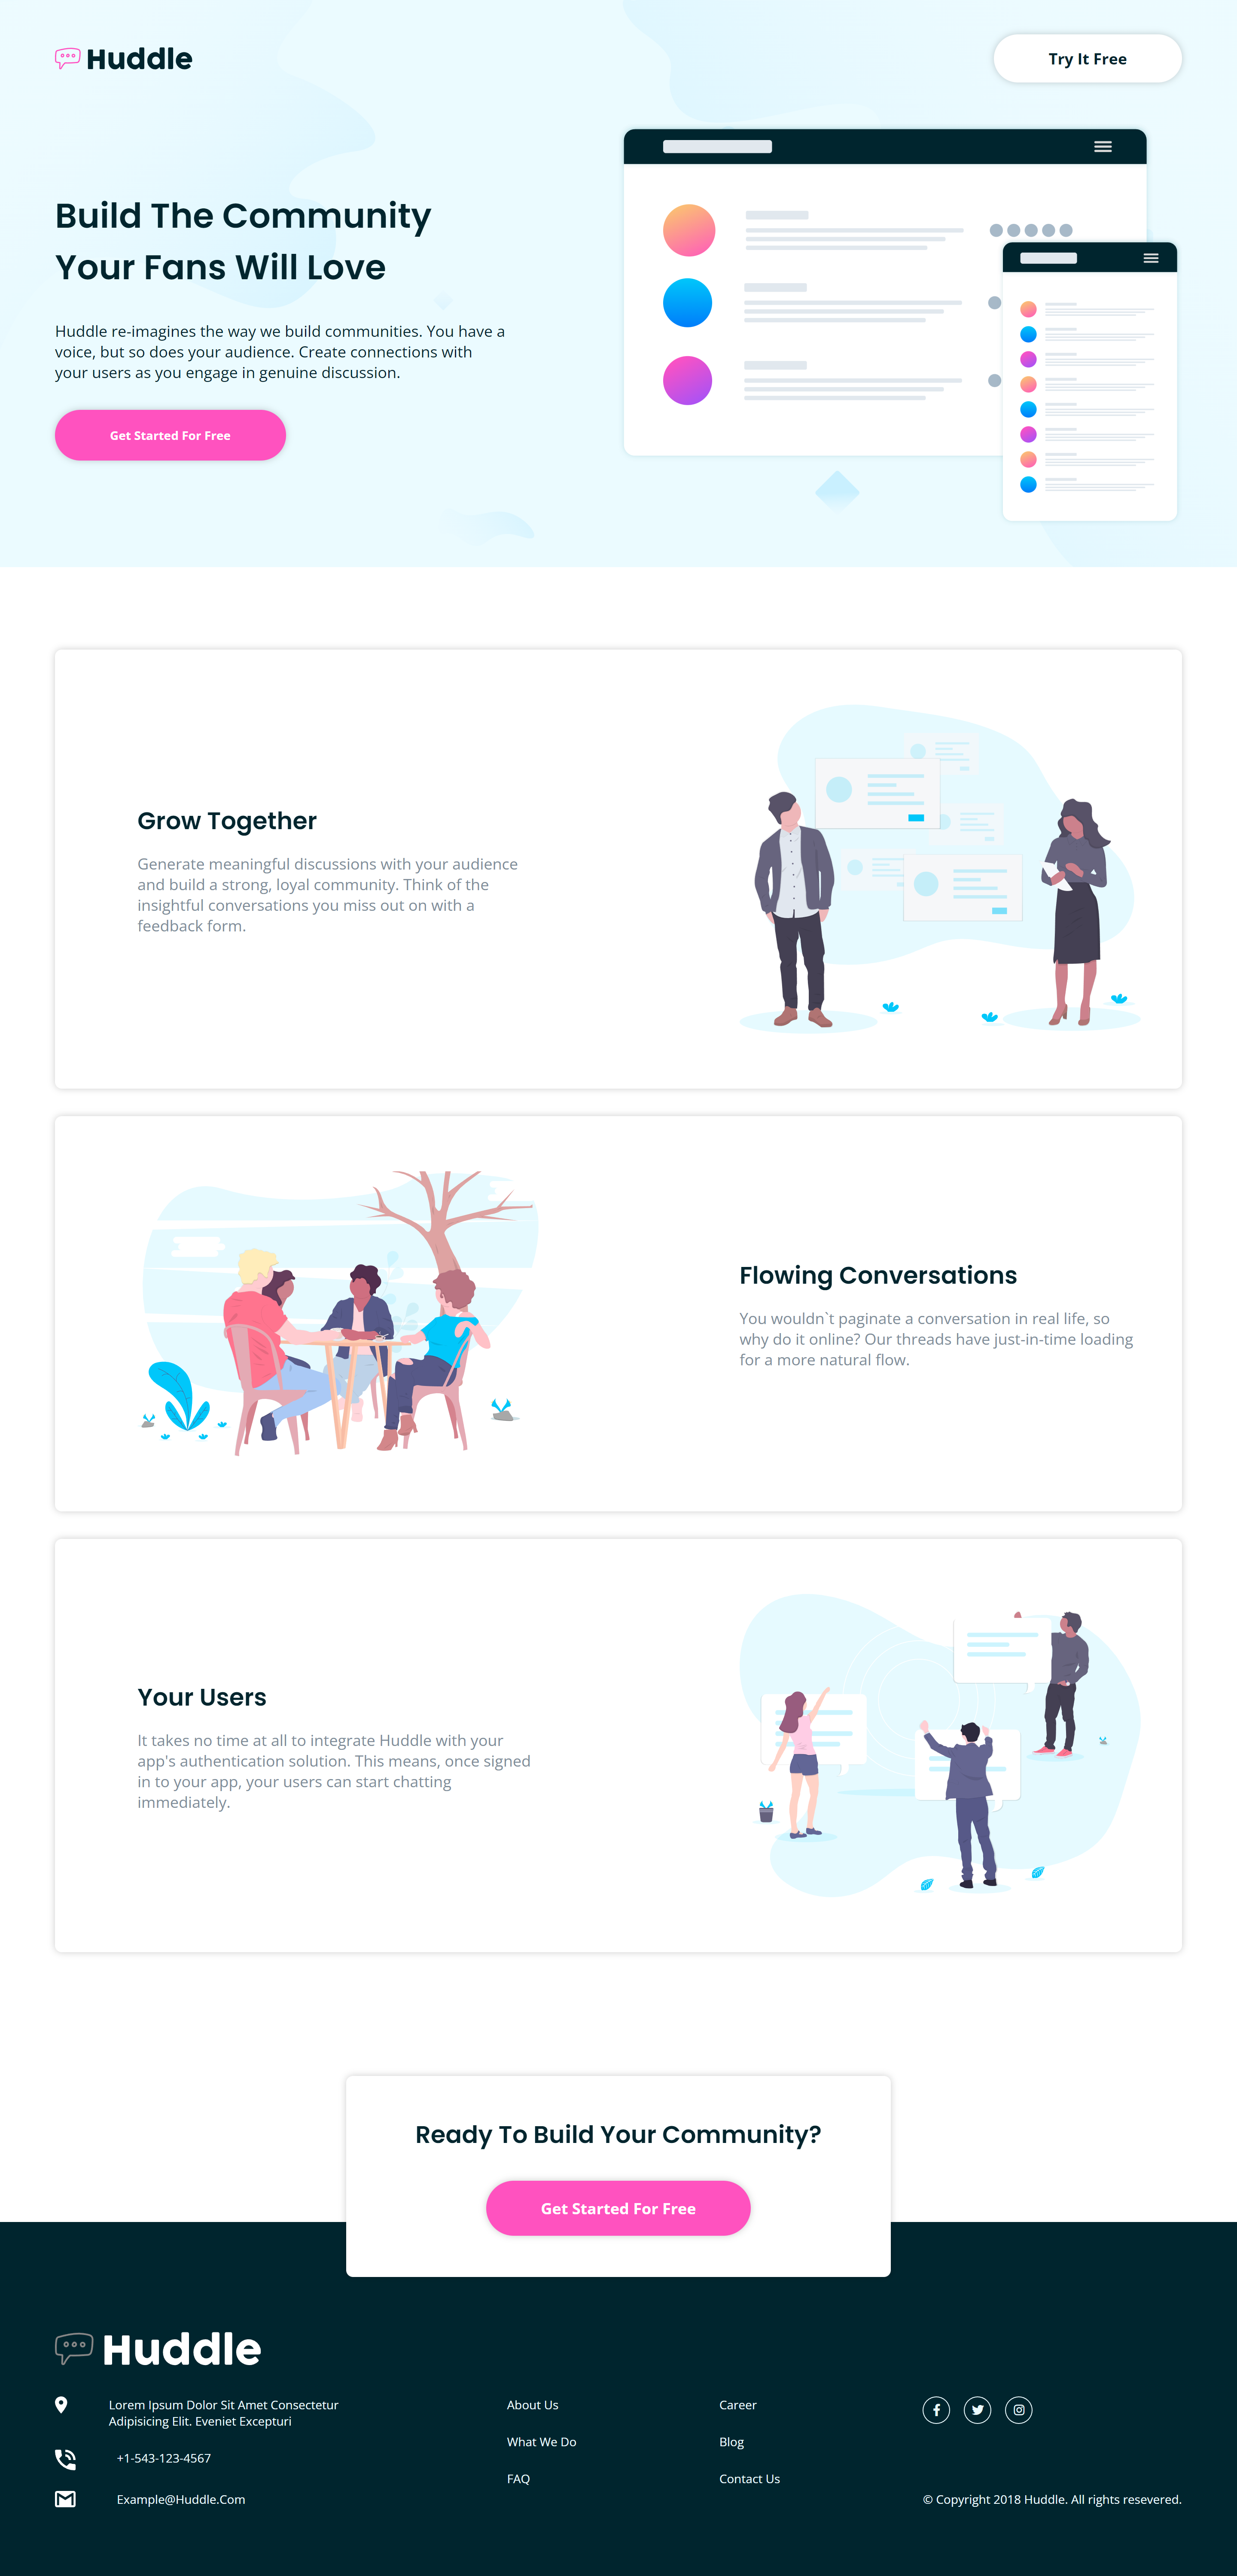 Huddle
Try It Free
Build The Community
Your Fans Will Love
Huddle re-imagines the way we build communities. You have a
voice, but so does your audience. Create connections with
your users as you engage in genuine discussion.
Get Started For Free
Grow Together
Generate meaningful discussions with your audience
and build a strong, loyal community. Think of the
insightful conversations you miss out on with a
feedback form.
Flowing Conversations
You wouldn`t paginate a conversation in real life, so
why do it online? Our threads have just-in-time loading
for a more natural flow.
Your Users
It takes no time at all to integrate Huddle with your
app's authentication solution. This means, once signed
in to your app, your users can start chatting
immediately.
Ready To Build Your Community?
Get Started For Free
Huddle
Lorem Ipsum Dolor Sit Amet Consectetur
Adipisicing Elit. Eveniet Excepturi
+1-543-123-4567
Example@Huddle.Com
About Us
What We Do
FAQ
Career
Blog
Contact Us
© Copyright 2018 Huddle. All rights resevered.